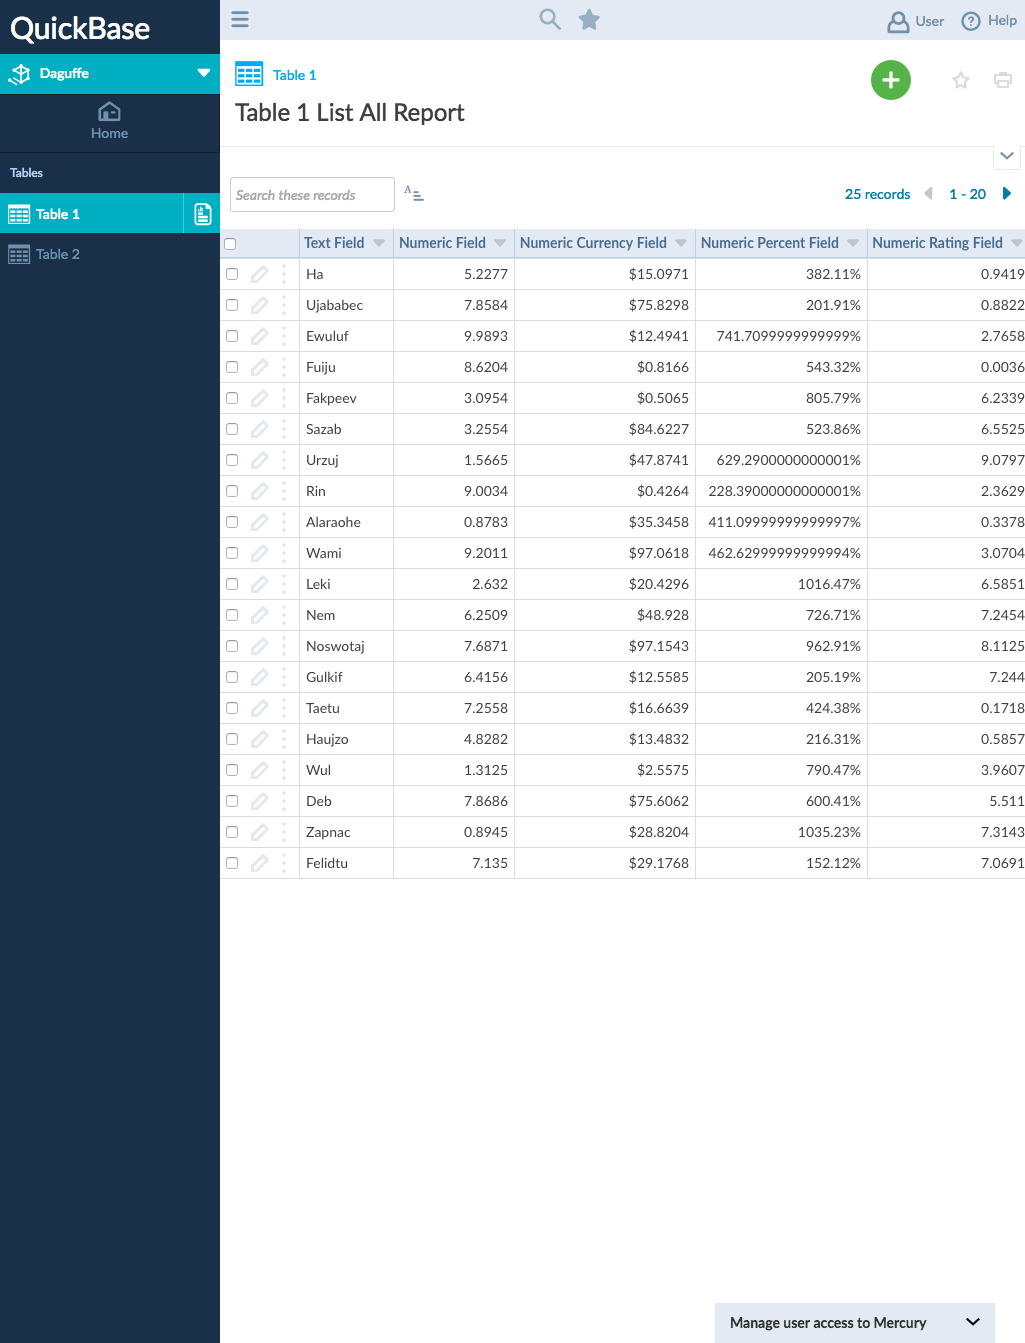 QuickBase
User
Help
Daguffe
Home
Tables
Table 1
Table 2
Table 1
Table 1 List All Report
Search these records
A
25 records
1 - 20
Text Field Numeric Field Numeric Currency Field Numeric Percent Field Numeric Rating Field
Ha 5.2277 $15.0971 382.11% 0.9419
Ujababec 7.8584 $75.8298 201.91% 0.8822
Ewuluf 9.9893 $12.4941 741.7099999999999% 2.7658
Fuiju 8.6204 $0.8166 543.32% 0.0036
Fakpeev 3.0954 $0.5065 805.79% 6.2339
Sazab 3.2554 $84.6227 523.86% 6.5525
Urzuj 1.5665 $47.8741 629.2900000000001% 9.0797
Rin 9.0034 $0.4264 228.39000000000001% 2.3629
Alaraohe 0.8783 $35.3458 411.09999999999997% 0.3378
Wami 9.2011 $97.0618 462.62999999999994% 3.0704
Leki 2.632 $20.4296 1016.47% 6.5851
Nem 6.2509 $48.928 726.71% 7.2454
Noswotaj 7.6871 $97.1543 962.91% 8.1125
Gulkif 6.4156 $12.5585 205.19% 7.244
Taetu 7.2558 $16.6639 424.38% 0.1718
Haujzo 4.8282 $13.4832 216.31% 0.5857
Wul 1.3125 $2.5575 790.47% 3.9607
Deb 7.8686 $75.6062 600.41% 5.511
Zapnac 0.8945 $28.8204 1035.23% 7.3143
Felidtu 7.135 $29.1768 152.12% 7.0691
Manage user access to Mercury